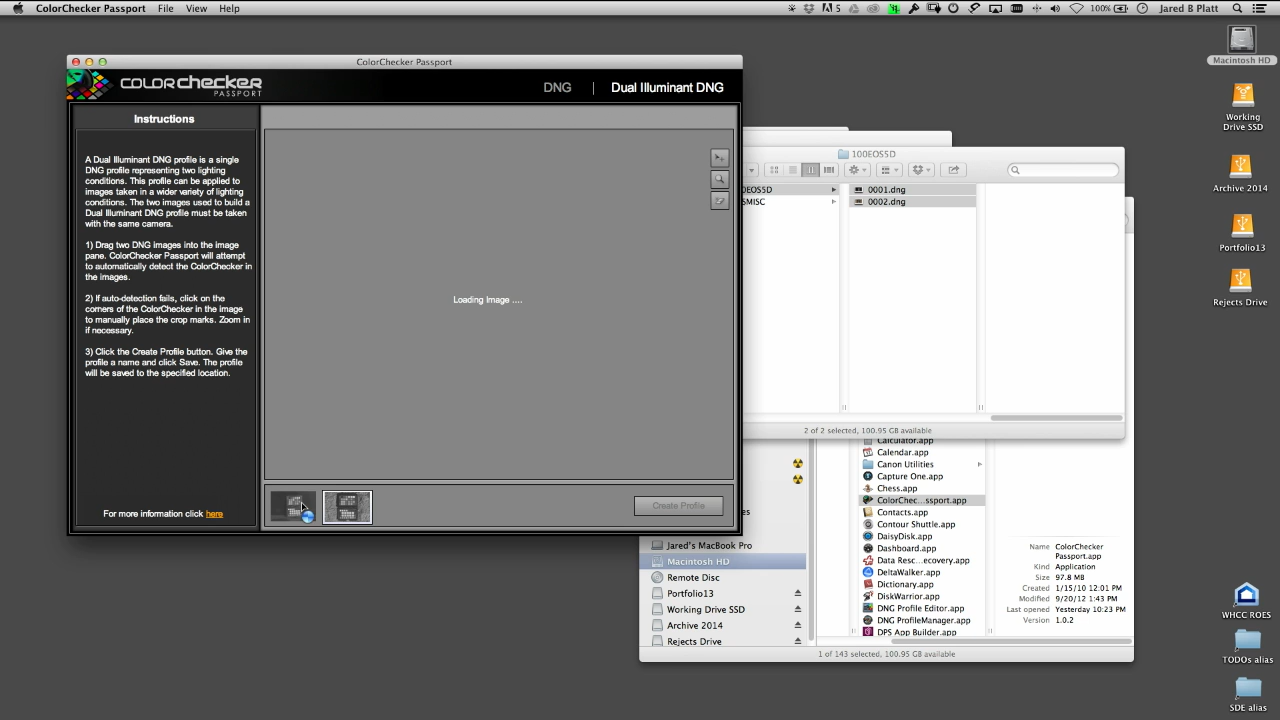 ColorChecker Passport File View Help
5 100% Jared B Platt
ColorChecker Passport
COLORCHECKER
PASSPORT
DNG | Dual Illuminant DNG
Instructions
A Dual Illuminant DNG profile is a single
DNG profile representing two lighting
conditions. This profile can be applied to
images taken in a wider variety of lighting
conditions. The two images used to build a
Dual Illuminant DNG profile must be taken
with the same camera.
1) Drag two DNG images into the image
pane. ColorChecker Passport will attempt
to automatically detect the ColorChecker in
the images.
2) If auto-detection fails, click on the
corners of the ColorChecker in the image
to manually place the crop marks. Zoom in
if necessary.
3) Click the Create Profile button. Give the
profile a name and click Save. The profile
will be saved to the specified location.
For more information click here
Loading Image ....
Create Profile
100EOS5D
0EOS5D
SMISC
0001.dng
0002.dng
2 of 2 selected, 100.95 GB available
es
Jared's MacBook Pro
Macintosh HD
Remote Disc
Portfolio13
Working Drive SSD
Archive 2014
Rejects Drive
Calculator.app
Calendar.app
Canon Utilities
Capture One.app
Chess.app
ColorChec...ssport.app
Contacts.app
Contour Shuttle.app
DaisyDisk.app
Dashboard.app
Data Resc...ecovery.app
DeltaWalker.app
Dictionary.app
DiskWarrior.app
DNG Profile Editor.app
DNG ProfileManager.app
DPS App Builder.app
Name ColorChecker
Passport.app
Kind Application
Size 97.8 MB
Created 1/15/10 12:01 PM
Modified 9/20/12 1:43 PM
Last opened Yesterday 10:23 PM
Version 1.0.2
1 of 143 selected, 100.95 GB available
Macintosh HD
Working
Drive SSD
Archive 2014
Portfolio13
Rejects Drive
WHCC ROES
TODOs alias
SDE alias